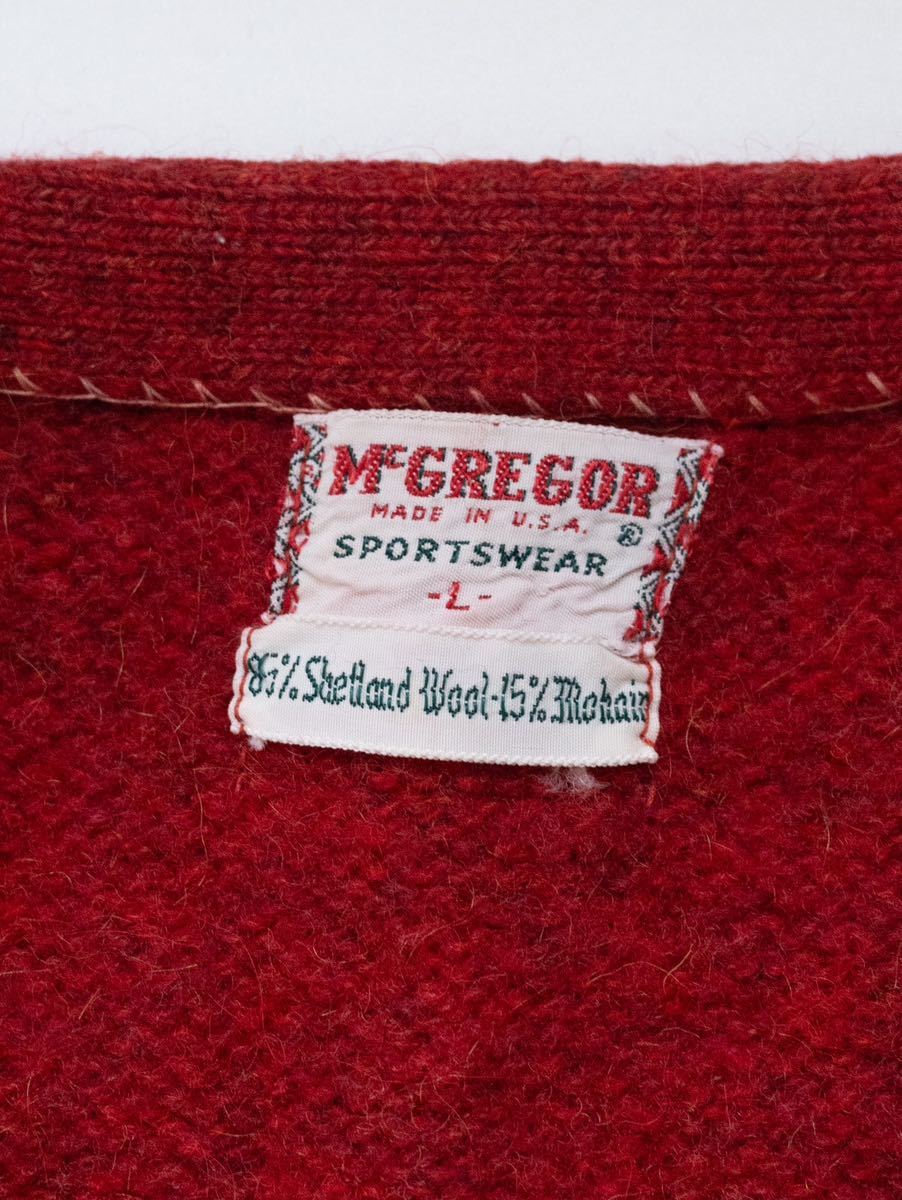 McGREGOR
MADE IN U.S.A. ®
SPORTSWEAR
-L-
85% Shetland Wool-15% Mohair